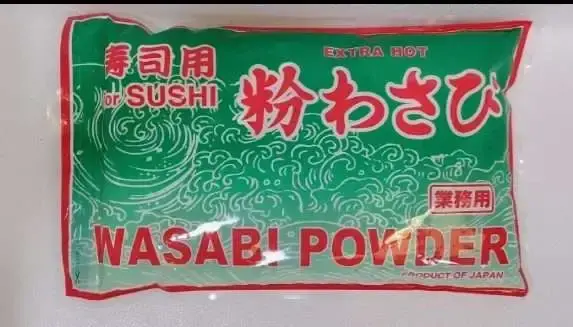 EXTRA HOT
寿司用
for SUSHI
粉わさび
業務用
WASABI POWDER
PRODUCT OF JAPAN